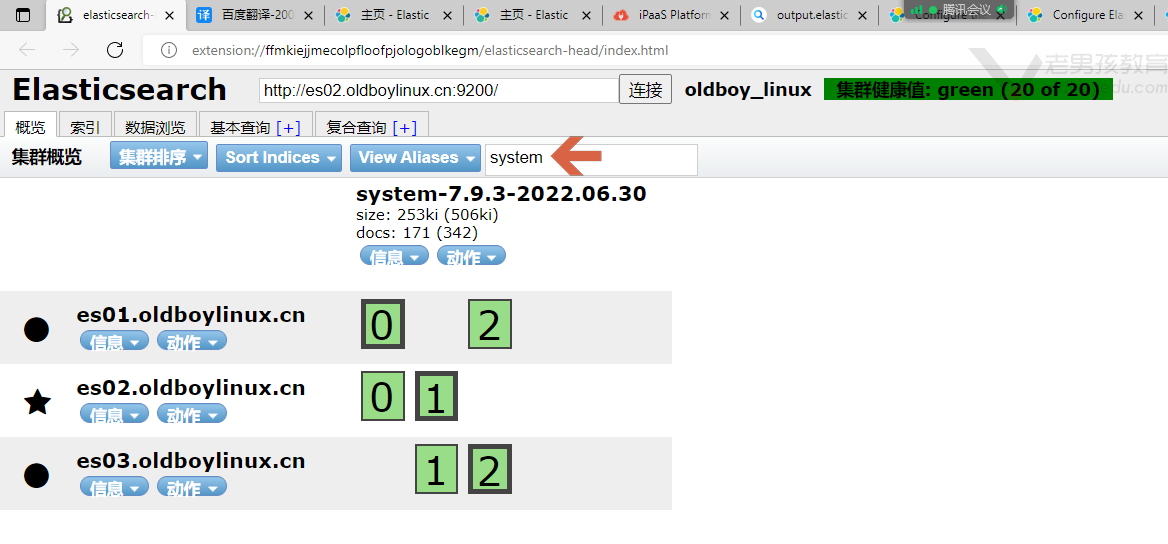 elasticsearch-
百度翻译-200
主页 - Elastic
主页 - Elastic
iPaaS Platform
output.elastic
Configure Ela
腾讯会议
extension://ffmkiejjmecolpfloofpjologoblkegm/elasticsearch-head/index.html
老男孩教育
edu.com
Elasticsearch
http://es02.oldboylinux.cn:9200/
连接
oldboy_linux
集群健康值: green (20 of 20)
概览
索引
数据浏览
基本查询 [+]
复合查询 [+]
集群概览
集群排序
Sort Indices
View Aliases
system
system-7.9.3-2022.06.30
size: 253ki (506ki)
docs: 171 (342)
信息
动作
es01.oldboylinux.cn
信息
动作
0
2
es02.oldboylinux.cn
信息
动作
0
1
es03.oldboylinux.cn
信息
动作
1
2